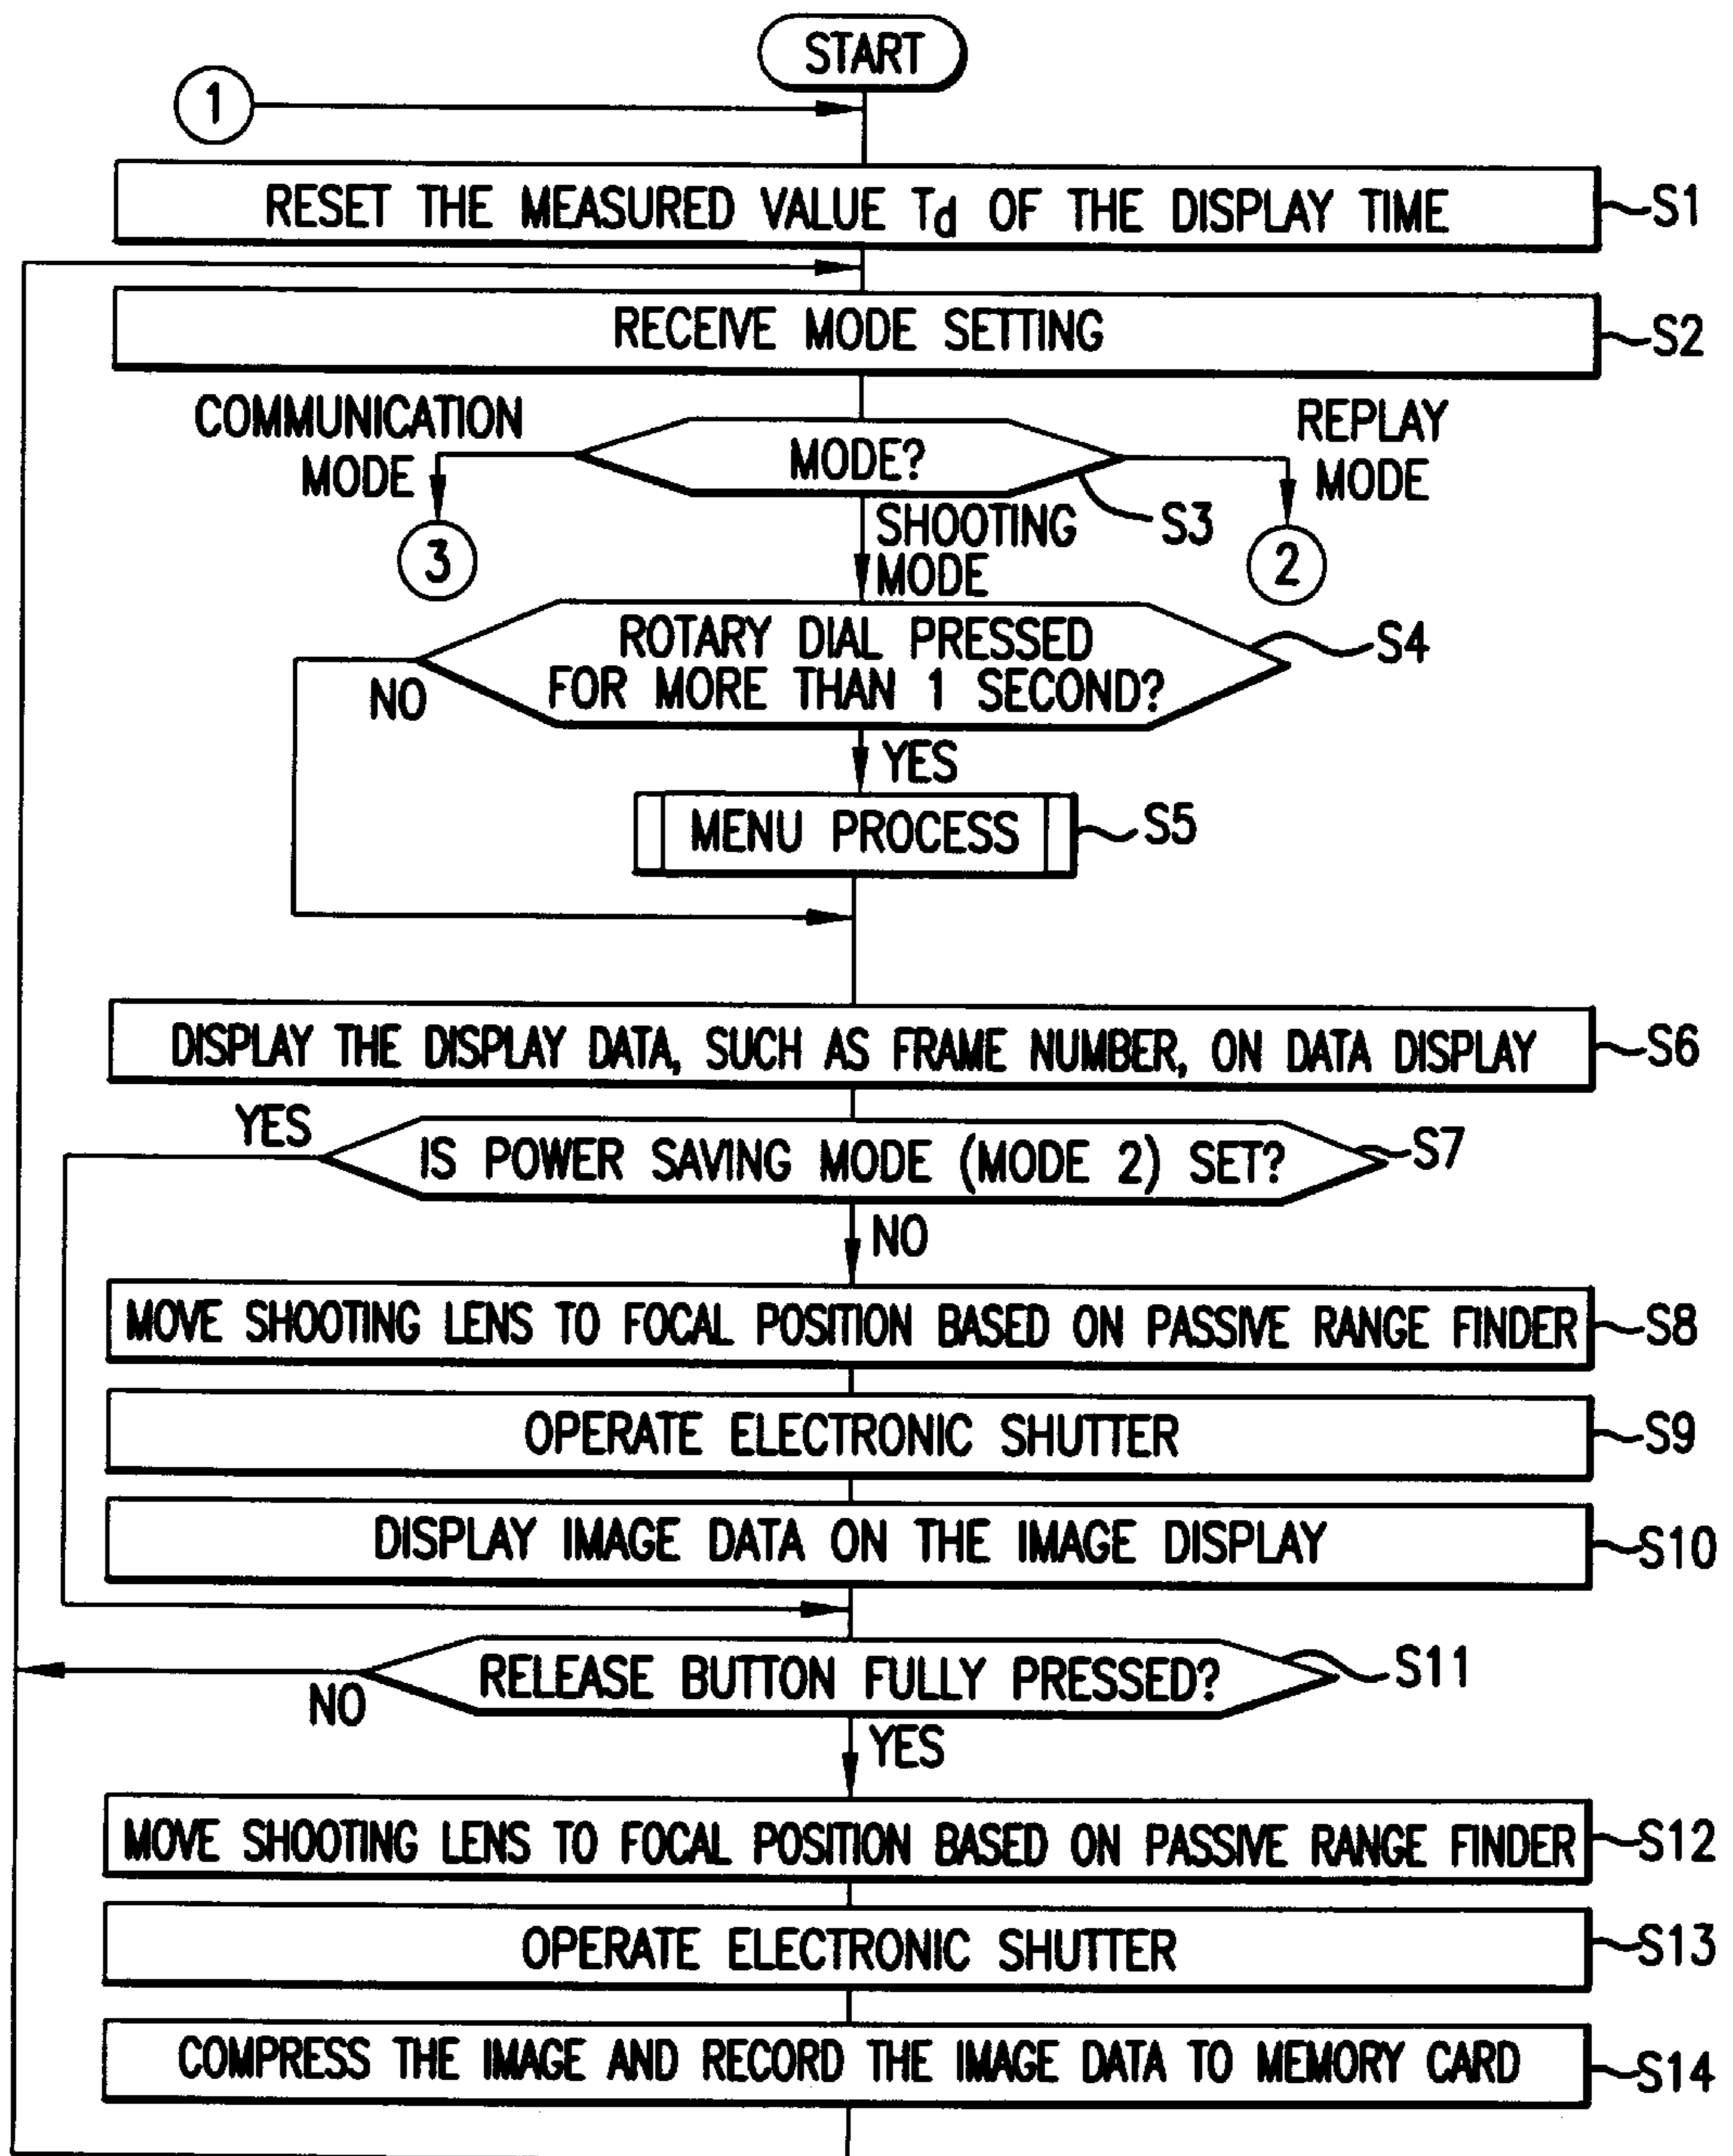 START
1
RESET THE MEASURED VALUE Td OF THE DISPLAY TIME
S1
RECEIVE MODE SETTING
S2
COMMUNICATION
MODE
MODE?
REPLAY
MODE
S3
SHOOTING
MODE
3
2
ROTARY DIAL PRESSED
FOR MORE THAN 1 SECOND?
S4
NO
YES
MENU PROCESS
S5
DISPLAY THE DISPLAY DATA, SUCH AS FRAME NUMBER, ON DATA DISPLAY
S6
YES
IS POWER SAVING MODE (MODE 2) SET?
S7
NO
MOVE SHOOTING LENS TO FOCAL POSITION BASED ON PASSIVE RANGE FINDER
S8
OPERATE ELECTRONIC SHUTTER
S9
DISPLAY IMAGE DATA ON THE IMAGE DISPLAY
S10
RELEASE BUTTON FULLY PRESSED?
S11
NO
YES
MOVE SHOOTING LENS TO FOCAL POSITION BASED ON PASSIVE RANGE FINDER
S12
OPERATE ELECTRONIC SHUTTER
S13
COMPRESS THE IMAGE AND RECORD THE IMAGE DATA TO MEMORY CARD
S14